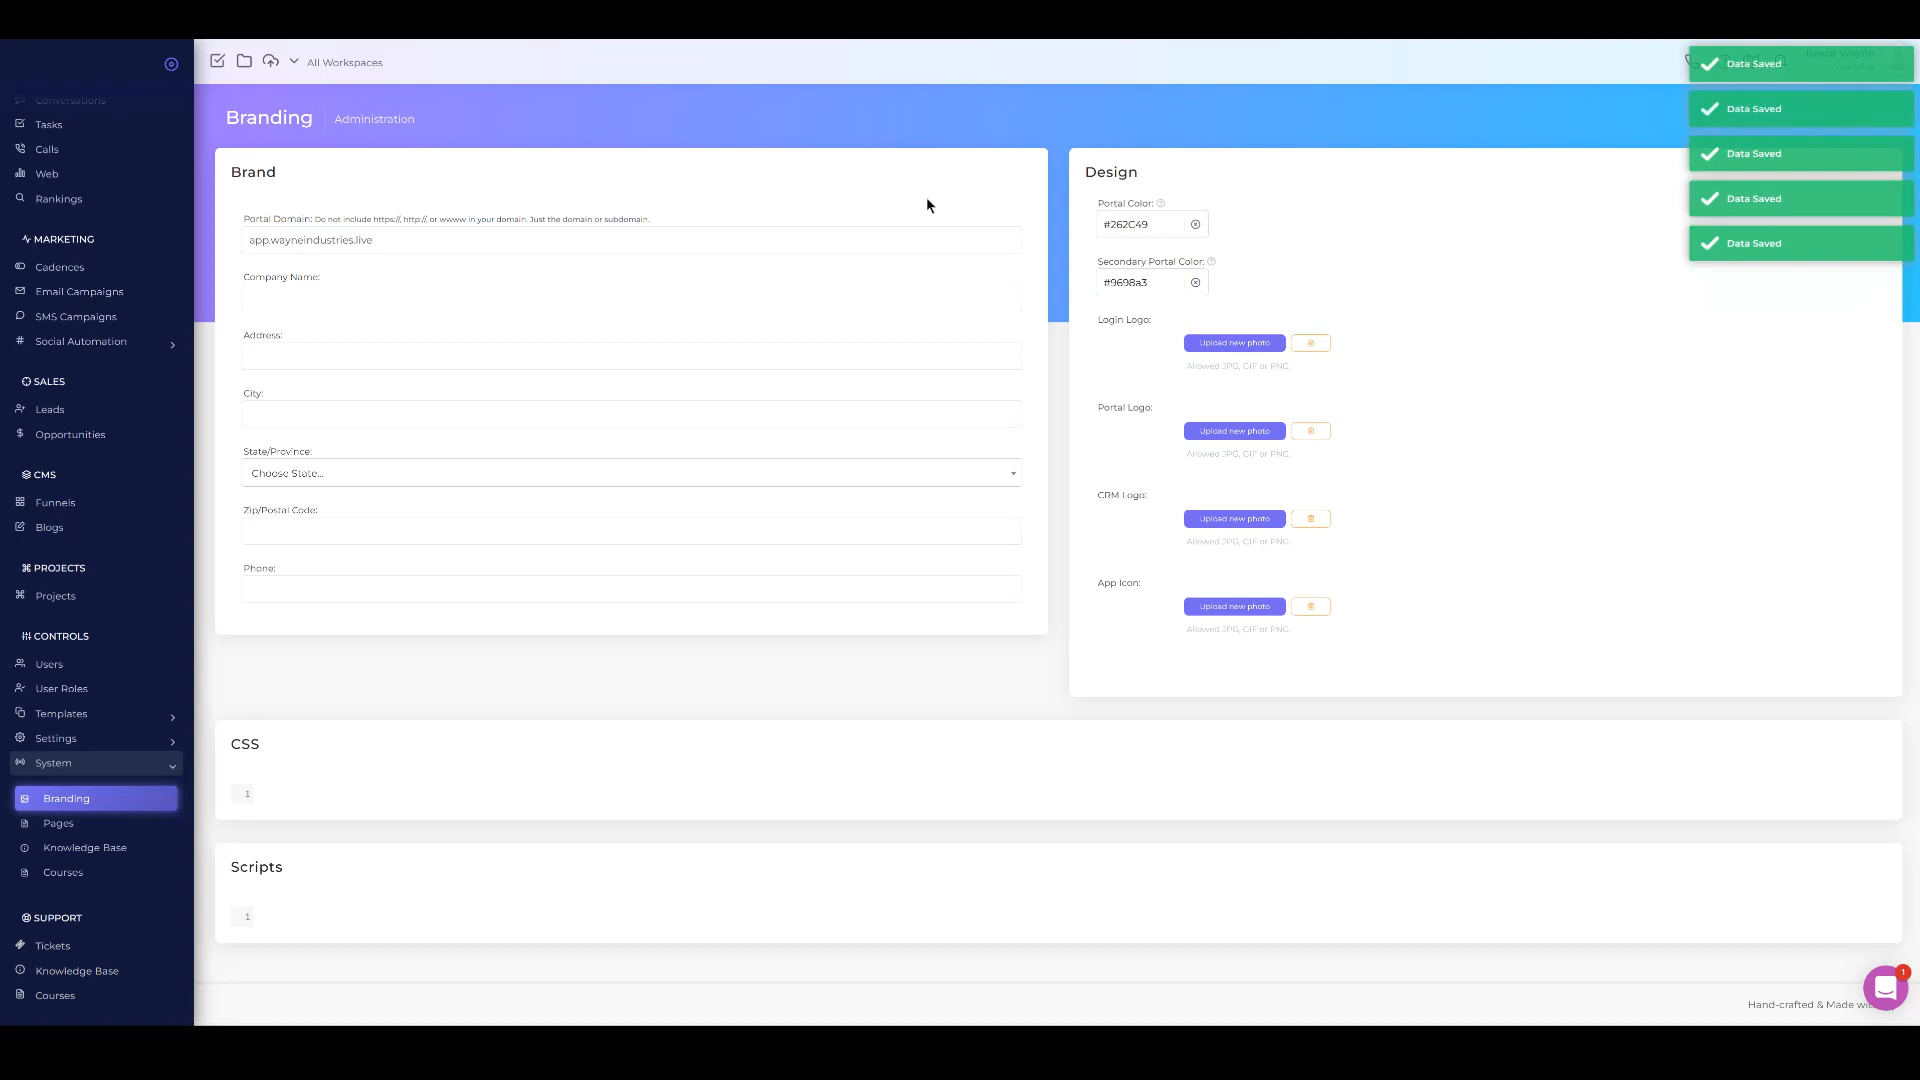 All Workspaces
Bruce Wayne
Data Saved
Data Saved
Data Saved
Data Saved
Data Saved
Conversations
Tasks
Calls
Web
Rankings
MARKETING
Cadences
Email Campaigns
SMS Campaigns
Social Automation
SALES
Leads
Opportunities
CMS
Funnels
Blogs
PROJECTS
Projects
CONTROLS
Users
User Roles
Templates
Settings
System
Branding
Pages
Knowledge Base
Courses
SUPPORT
Tickets
Knowledge Base
Courses
Branding
Administration
Brand
Portal Domain: Do not include https://, http://, or wwww in your domain. Just the domain or subdomain.
app.wayneindustries.live
Company Name:
Address:
City:
State/Province:
Choose State...
Zip/Postal Code:
Phone:
Design
Portal Color:
#262C49
Secondary Portal Color:
#9698a3
Login Logo:
Upload new photo
Allowed JPG, GIF or PNG.
Portal Logo:
Upload new photo
Allowed JPG, GIF or PNG.
CRM Logo:
Upload new photo
Allowed JPG, GIF or PNG.
App Icon:
Upload new photo
Allowed JPG, GIF or PNG.
CSS
1
Scripts
1
1
Hand-crafted & Made